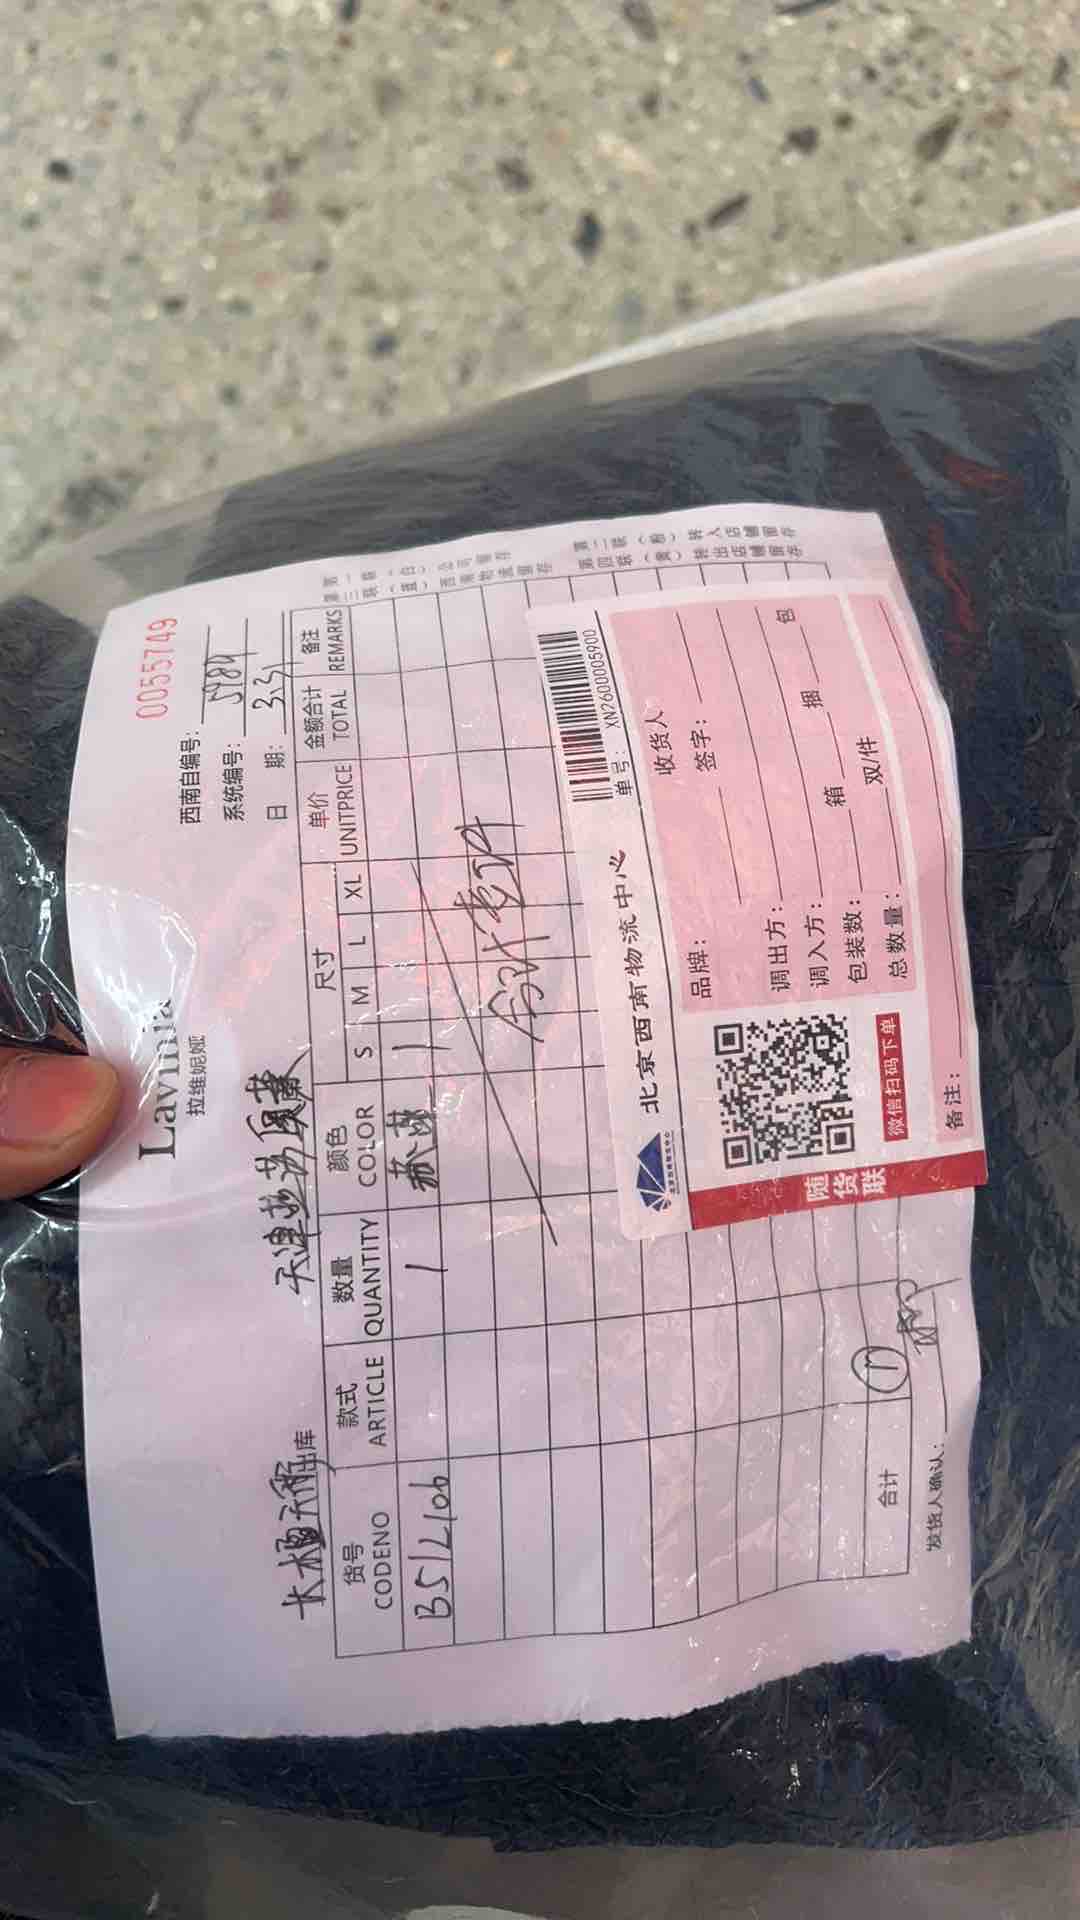 0055749
Lavinia
拉维妮娅
西南自编号:
系统编号: 5984
日 期: 3.31
出库
货号 款式 数量 颜色 尺寸 单价 金额合计 备注
CODENO ARTICLE QUANTITY COLOR S M L XL UNITPRICE TOTAL REMARKS
B51L106 1 1
合计
发货人确认:
北京西南物流中心
单号: XN2600005900
品牌:
收货人
签字:
调出方:
调入方:
包装数: 箱 捆 包
总数量: 双/件
备注:
微信扫码下单
随货联